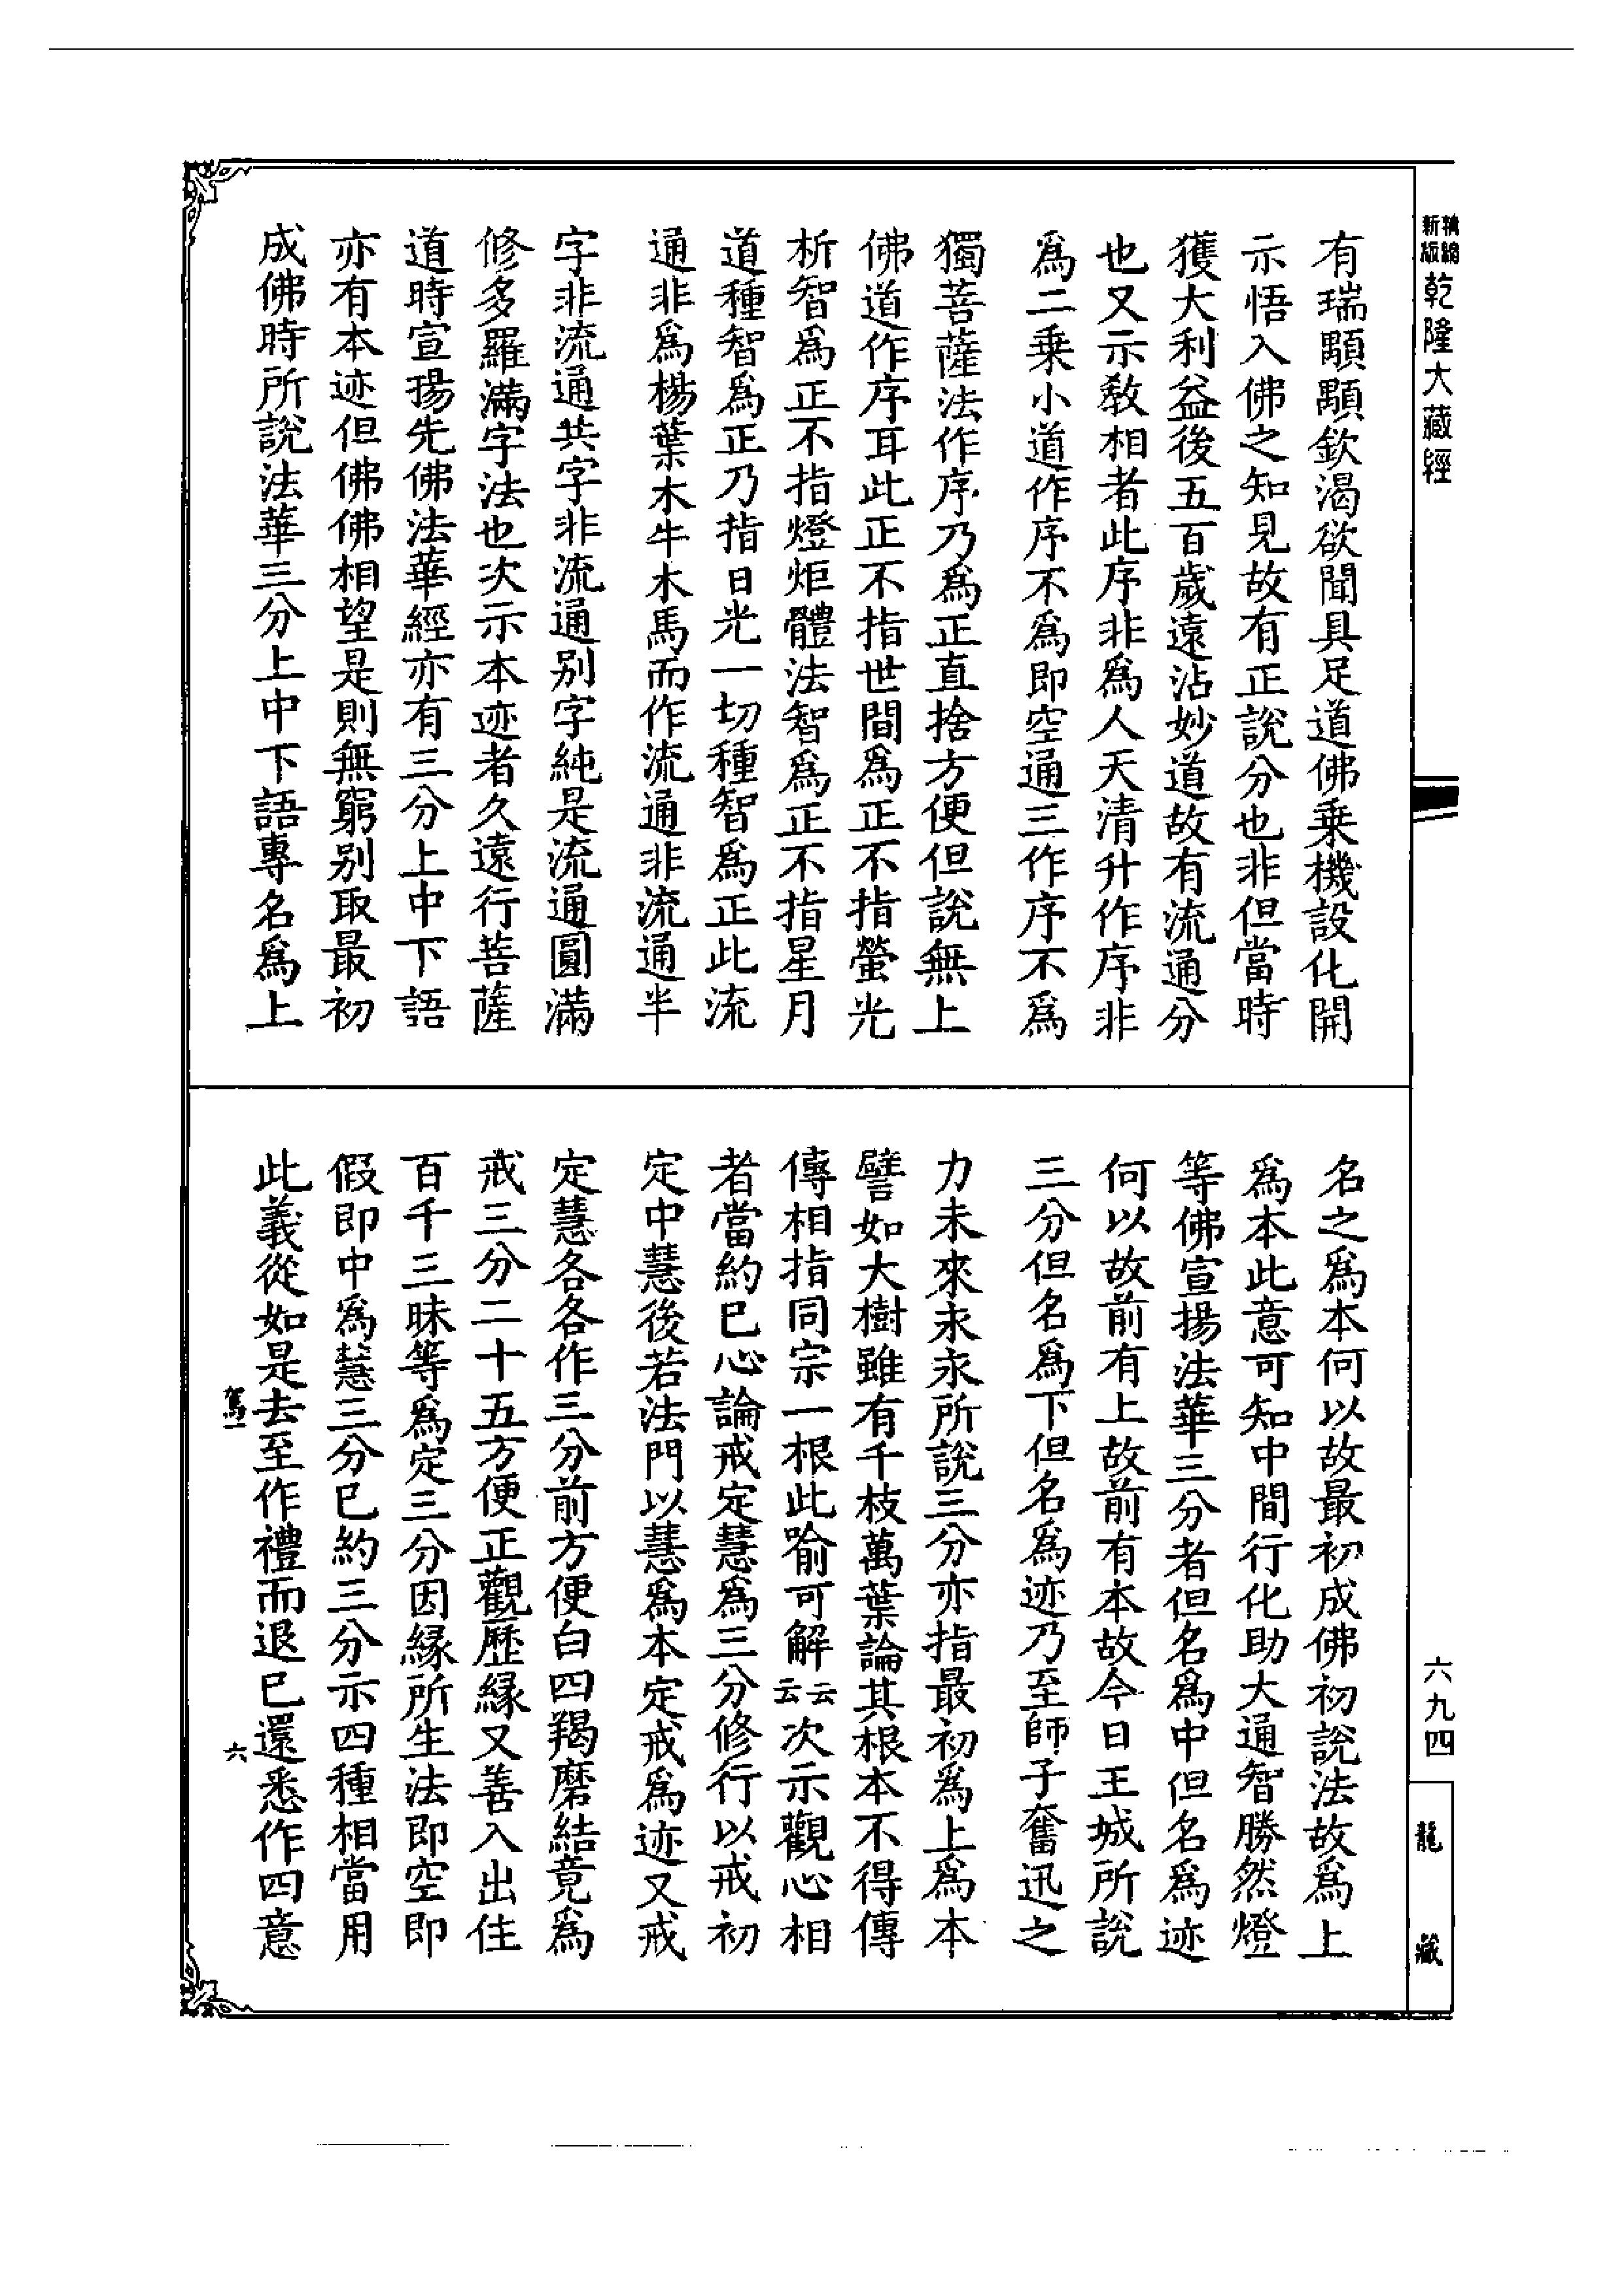 新版精縮
乾隆大藏經
有瑞顒顒欽渴欲聞具足道佛乗機設化開
示悟入佛之知見故有正說分也非但當時
獲大利益後五百歲遠沾妙道故有流通分
也又示教相者此序非爲人天清升作序非
爲二乗小道作序不爲即空通三作序不爲
獨菩薩法作序乃爲正直捨方便但說無上
佛道作序耳此正不指世間爲正不指螢光
析智爲正不指燈炬體法智爲正不指星月
道種智爲正乃指日光一切種智爲正此流
通非爲楊葉木牛木馬而作流通非流通半
字非流通共字非流通别字純是流通圓滿
修多羅滿字法也次示本迹者久遠行菩薩
道時宣揚先佛法華經亦有三分上中下語
亦有本迹但佛佛相望是則無窮别取最初
成佛時所說法華三分上中下語專名爲上
名之爲本何以故最初成佛初說法故爲上
爲本此意可知中間行化助大通智勝然燈
等佛宣揚法華三分者但名爲中但名爲迹
何以故前有上故前有本故今日王城所說
三分但名爲下但名爲迹乃至師子奮迅之
力未來永永所說三分亦指最初爲上爲本
譬如大樹雖有千枝萬葉論其根本不得傳
傳相指同宗一根此喻可解云云次示觀心相
者當約已心論戒定慧爲三分修行以戒初
定中慧後若法門以慧爲本定戒爲迹又戒
定慧各各作三分前方便白四羯磨結竟爲
戒三分二十五方便正觀歷緣又善入出住
百千三昧等爲定三分因緣所生法即空即
假即中爲慧三分已約三分示四種相當用
此義從如是去至作禮而退已還悉作四意
駕一
六
六九四
龍藏